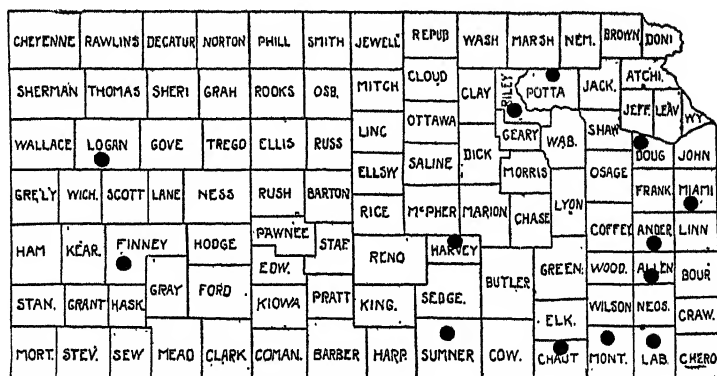 CHEYENNE RAWLINS DECATUR NORTON PHILL SMITH JEWELL REPUB WASH MARSH NEM. BROWN DONI
SHERMAN THOMAS SHERI GRAH ROOKS OSB. MITCH CLOUD CLAY RILEY POTTA JACK. ATCHI.
JEFF. LEAV WY
OTTAWA
WALLACE LOGAN GOVE TREGO ELLIS RUSS LINC SALINE DICK GEARY WAB. SHAW DOUG JOHN
ELLSW MORRIS OSAGE
GRE'LY WICH. SCOTT LANE NESS RUSH BARTON RICE McPHER MARION CHASE LYON FRANK MIAMI
HAM KEAR. FINNEY HODGE PAWNEE STAF RENO HARVEY COFFEY ANDER LINN
EDW. BUTLER GREEN. WOOD. ALLEN BOUR
STAN. GRANT HASK. GRAY FORD KIOWA PRATT KING. SEDGE. ELK. WILSON NEOS. CRAW.
MORT. STEV. SEW MEAD CLARK COMAN. BARBER HARP. SUMNER COW. CHAUT MONT. LAB. CHERO